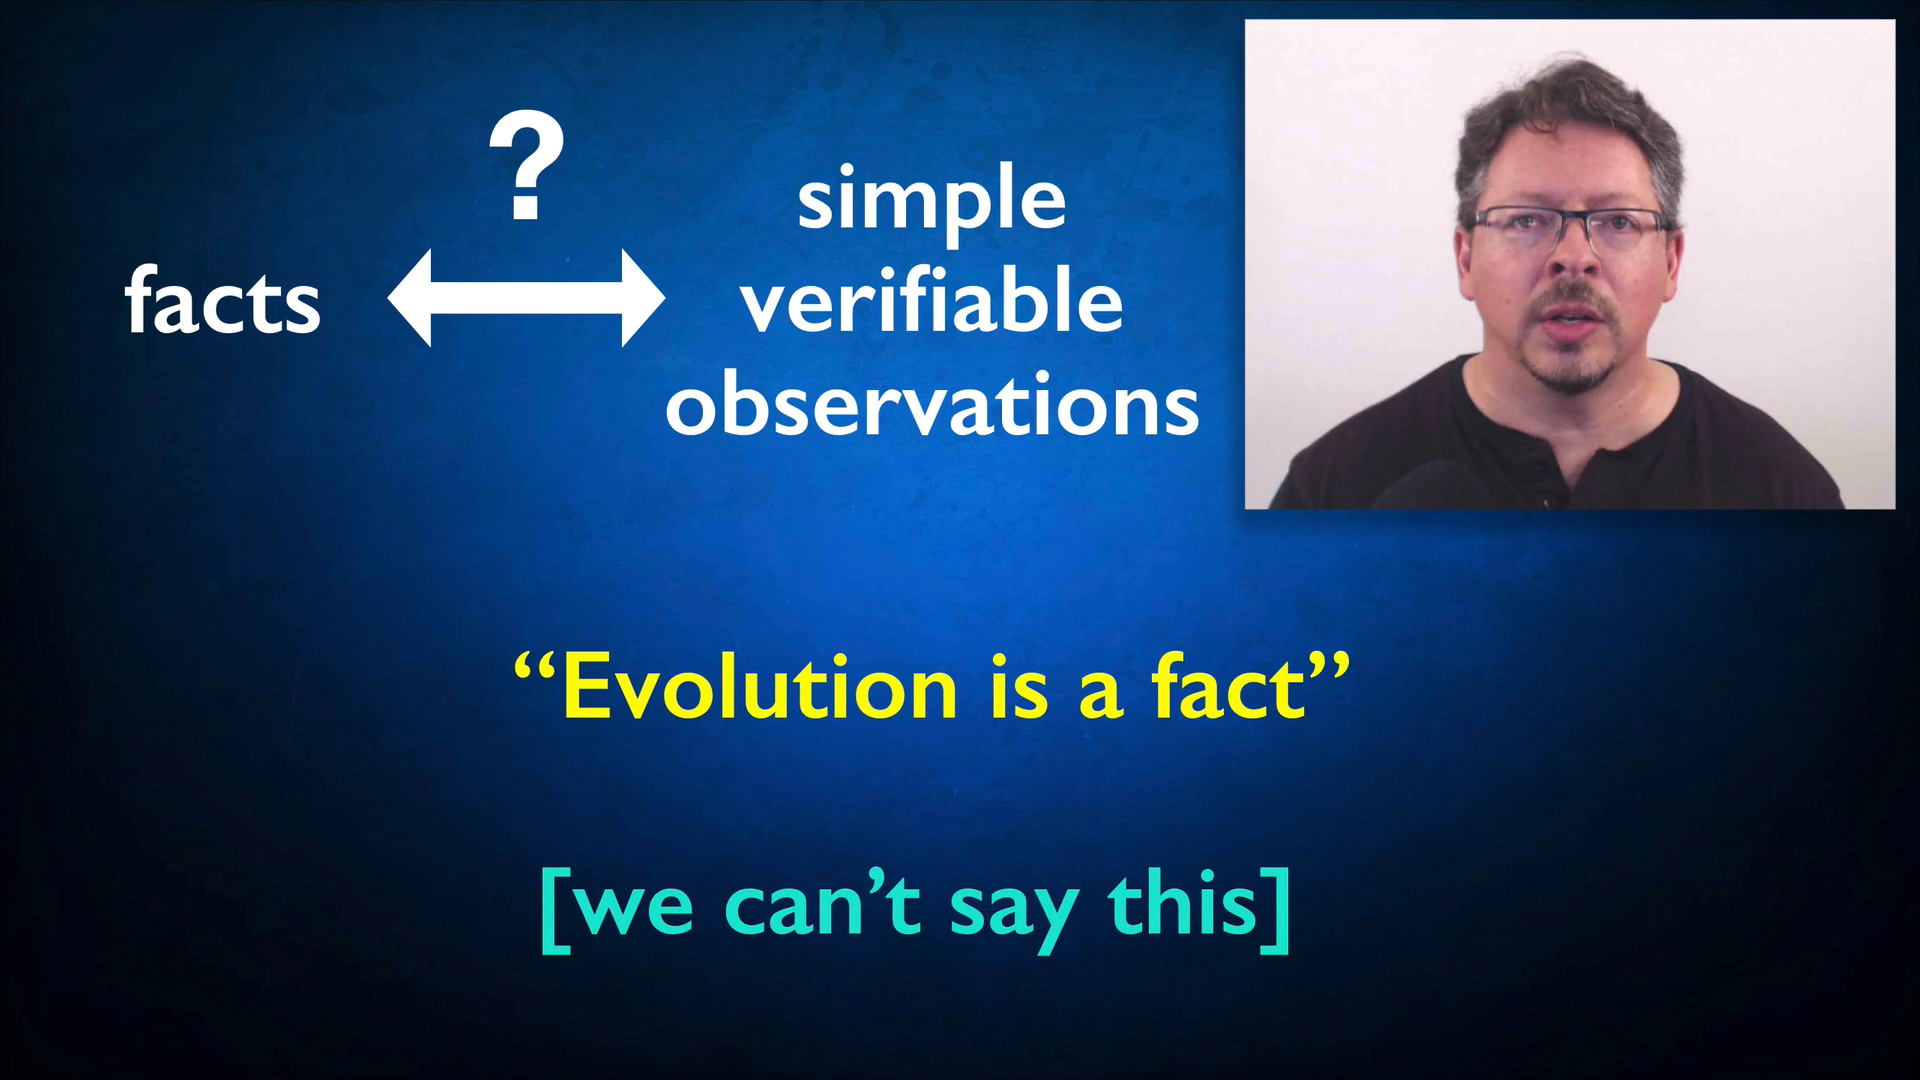 ?
facts
simple
verifiable
observations
“Evolution is a fact”
[we can’t say this]